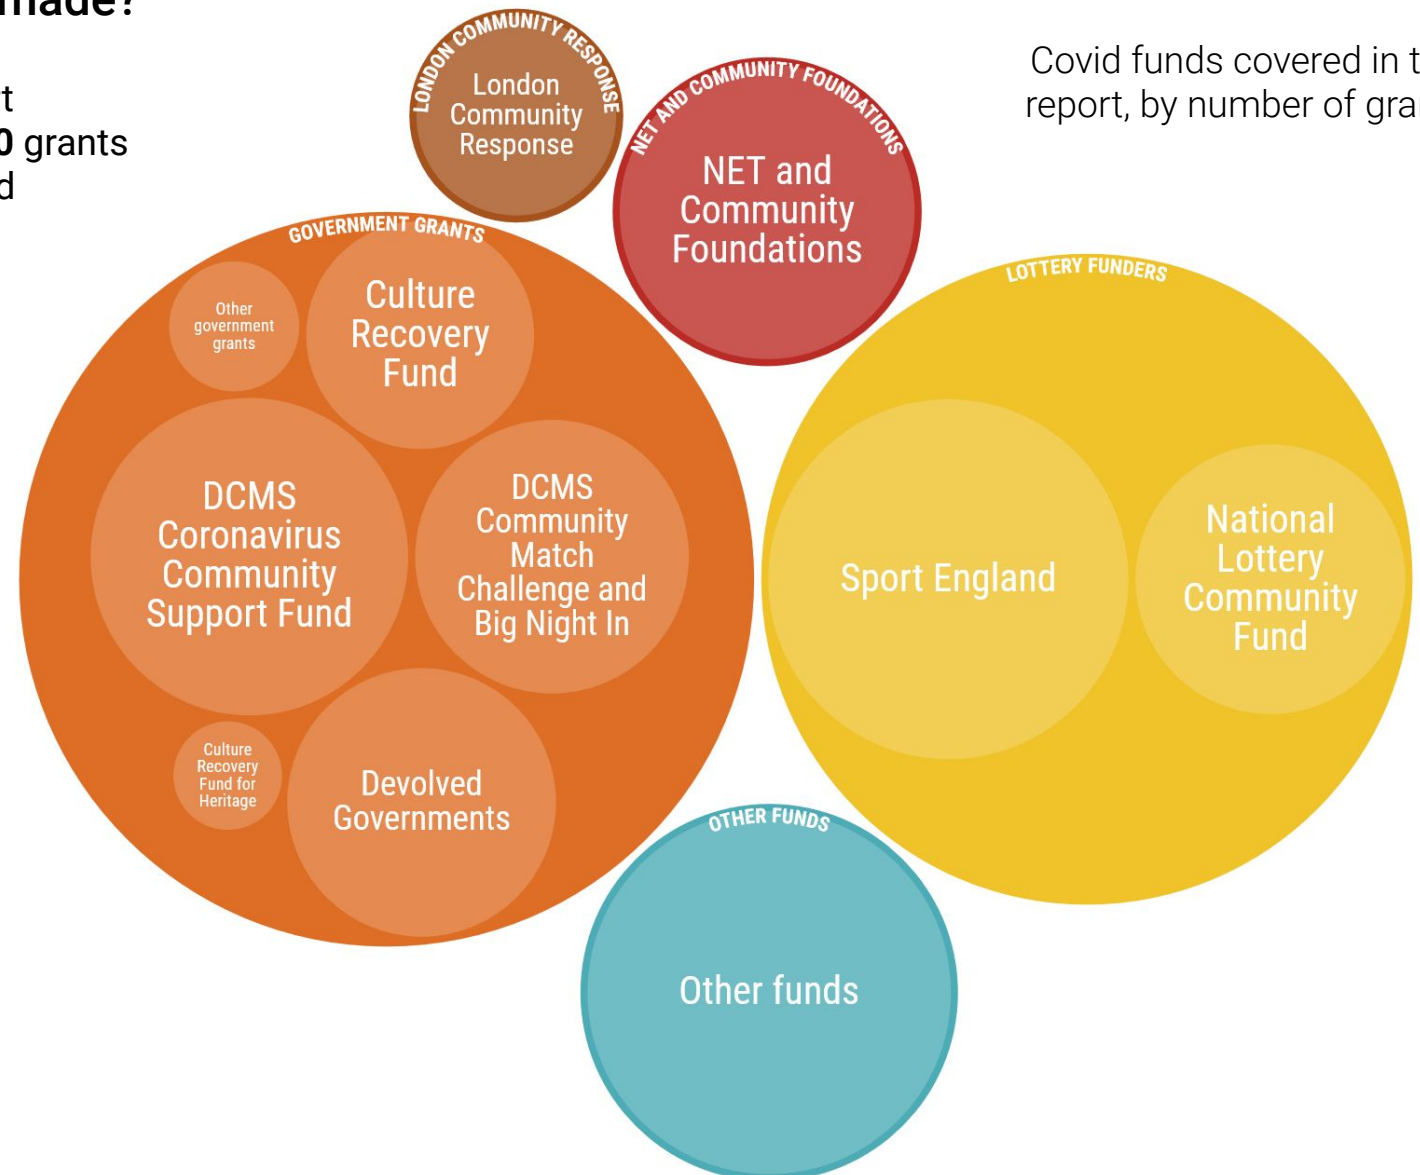 made?
t
0 grants
d
Covid funds covered in t
report, by number of gra
LONDON COMMUNITY RESPONSE
London
Community
Response
NET AND COMMUNITY FOUNDATIONS
NET and
Community
Foundations
GOVERNMENT GRANTS
Other
government
grants
Culture
Recovery
Fund
DCMS
Coronavirus
Community
Support Fund
DCMS
Community
Match
Challenge and
Big Night In
Culture
Recovery
Fund for
Heritage
Devolved
Governments
LOTTERY FUNDERS
Sport England
National
Lottery
Community
Fund
OTHER FUNDS
Other funds